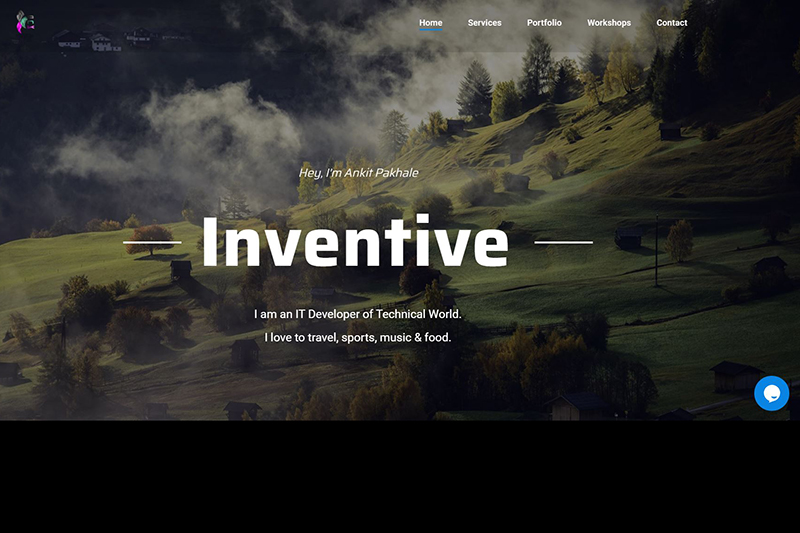 Home Services Portfolio Workshops Contact
Hey, I'm Ankit Pakhale
Inventive
I am an IT Developer of Technical World.
I love to travel, sports, music & food.